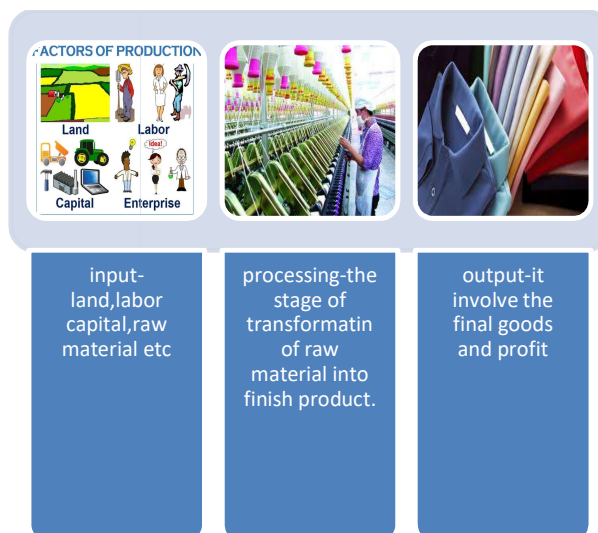 FACTORS OF PRODUCTION
Land
Labor
Idea!
Capital
Enterprise
input-
land,labor
capital,raw
material etc
processing-the
stage of
transformatin
of raw
material into
finish product.
output-it
involve the
final goods
and profit